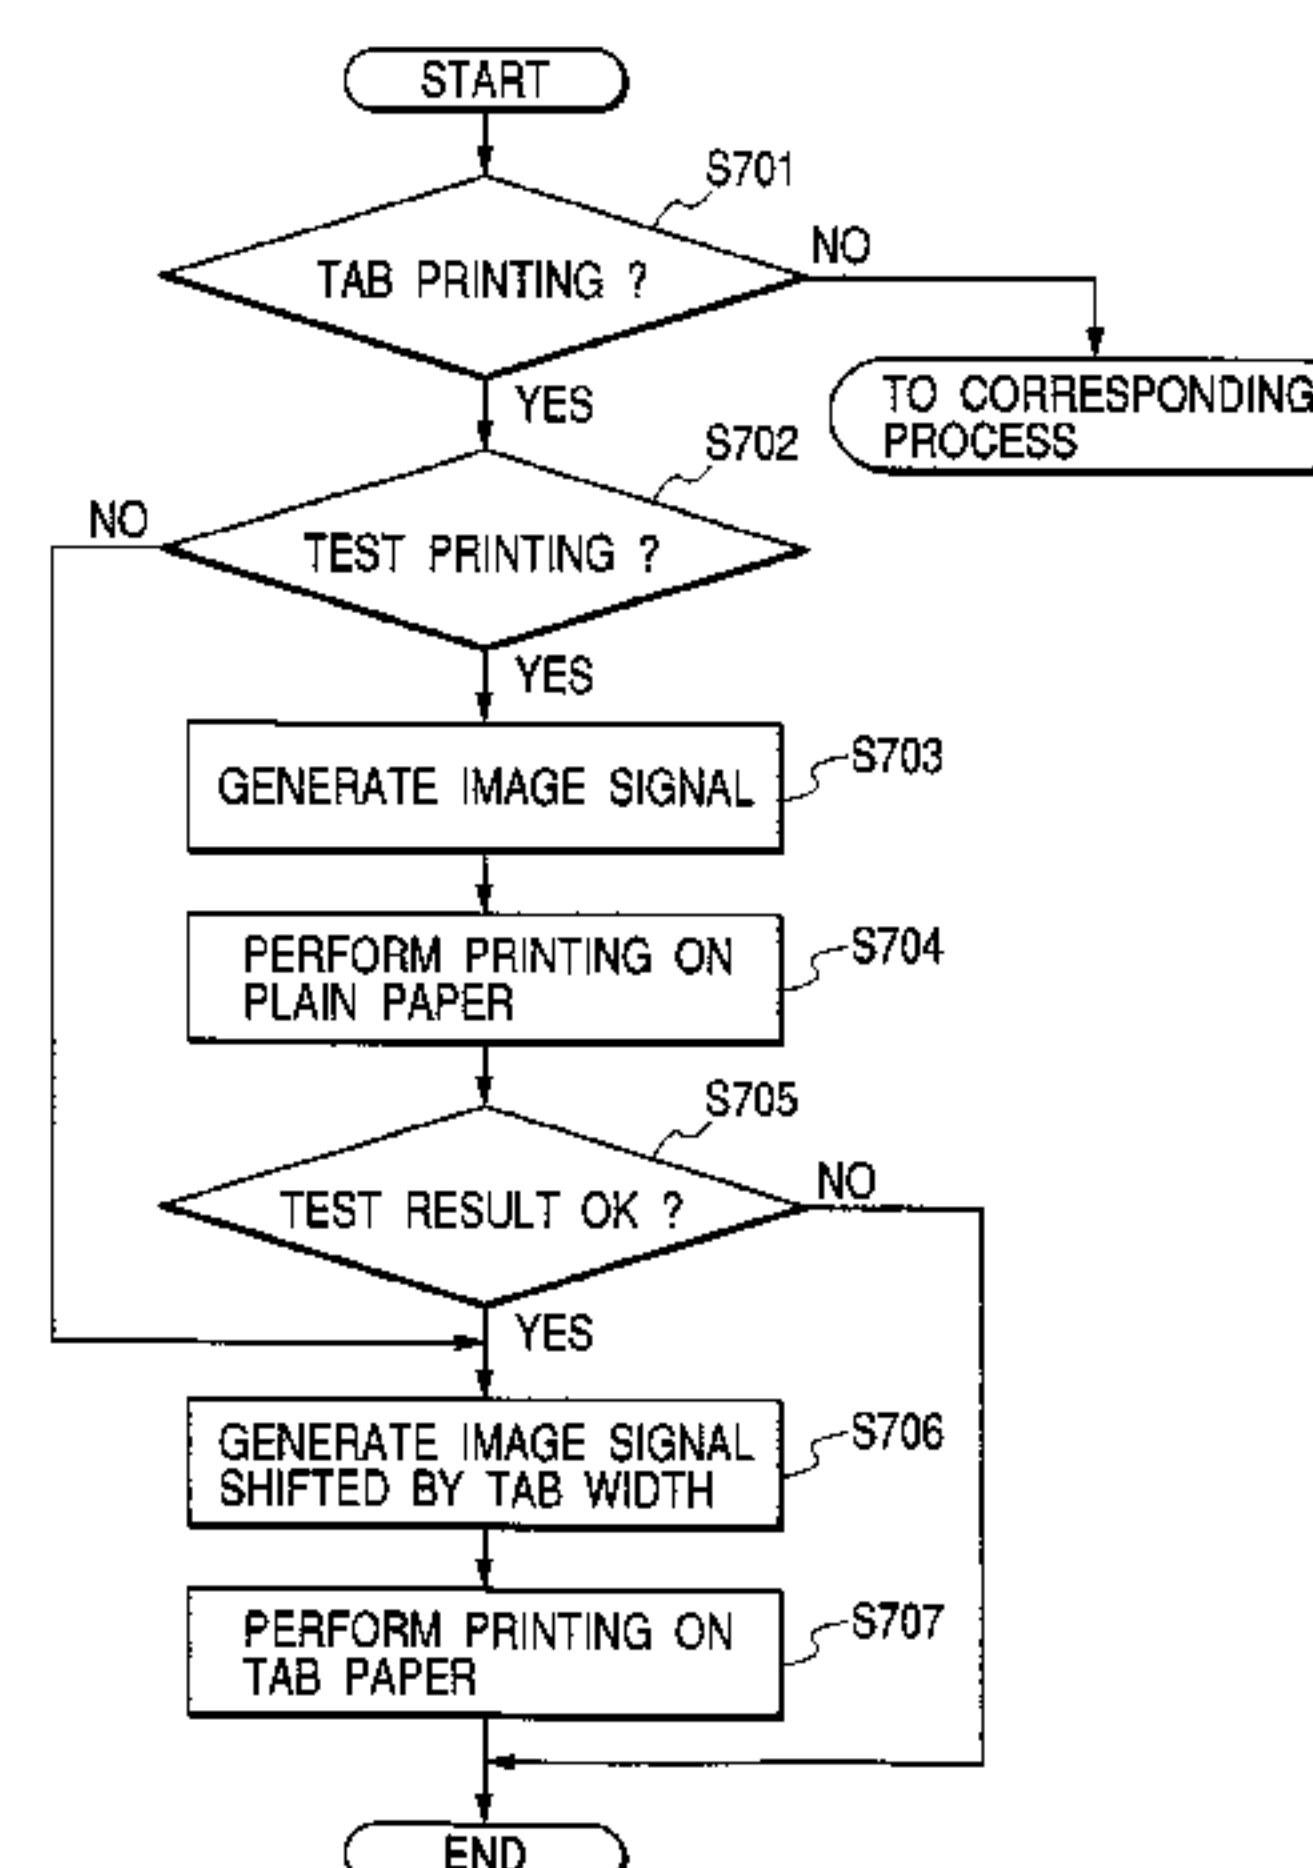 START
S701
TAB PRINTING ?
NO
YES
TO CORRESPONDING
PROCESS
S702
NO
TEST PRINTING ?
YES
GENERATE IMAGE SIGNAL
S703
PERFORM PRINTING ON
PLAIN PAPER
S704
S705
TEST RESULT OK ?
NO
YES
GENERATE IMAGE SIGNAL
SHIFTED BY TAB WIDTH
S706
PERFORM PRINTING ON
TAB PAPER
S707
END